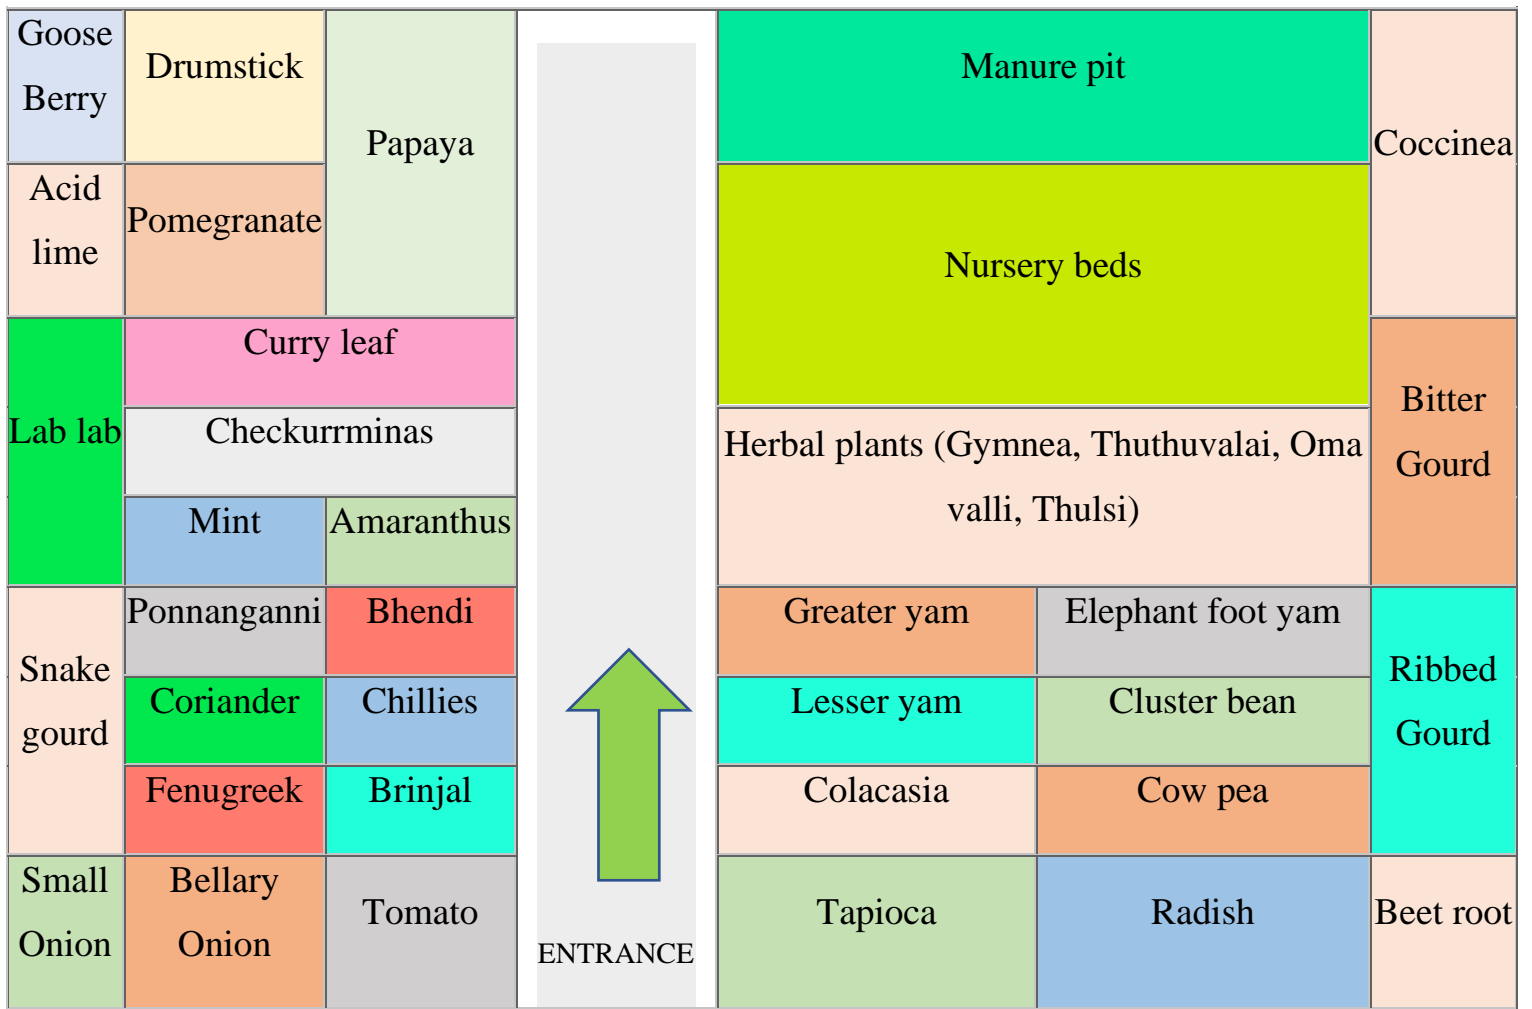 Goose
Berry
Drumstick
Papaya
Manure pit
Coccinea
Acid
lime
Pomegranate
Nursery beds
Lab lab
Curry leaf
Bitter
Gourd
Checkurrminas
Herbal plants (Gymnea, Thuthuvalai, Oma
valli, Thulsi)
Mint
Amaranthus
Snake
gourd
Ponnanganni
Bhendi
Greater yam
Elephant foot yam
Ribbed
Gourd
Coriander
Chillies
Lesser yam
Cluster bean
Fenugreek
Brinjal
Colacasia
Cow pea
Small
Onion
Bellary
Onion
Tomato
ENTRANCE
Tapioca
Radish
Beet root